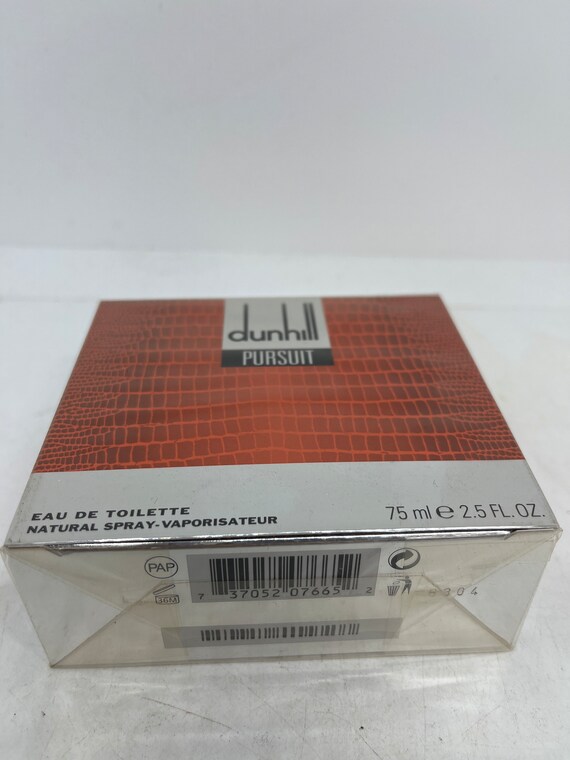 dunhill
PURSUIT
EAU DE TOILETTE
NATURAL SPRAY-VAPORISATEUR
75 ml ℮ 2.5 FL.OZ.
PAP
36M
7 37052 07665 2